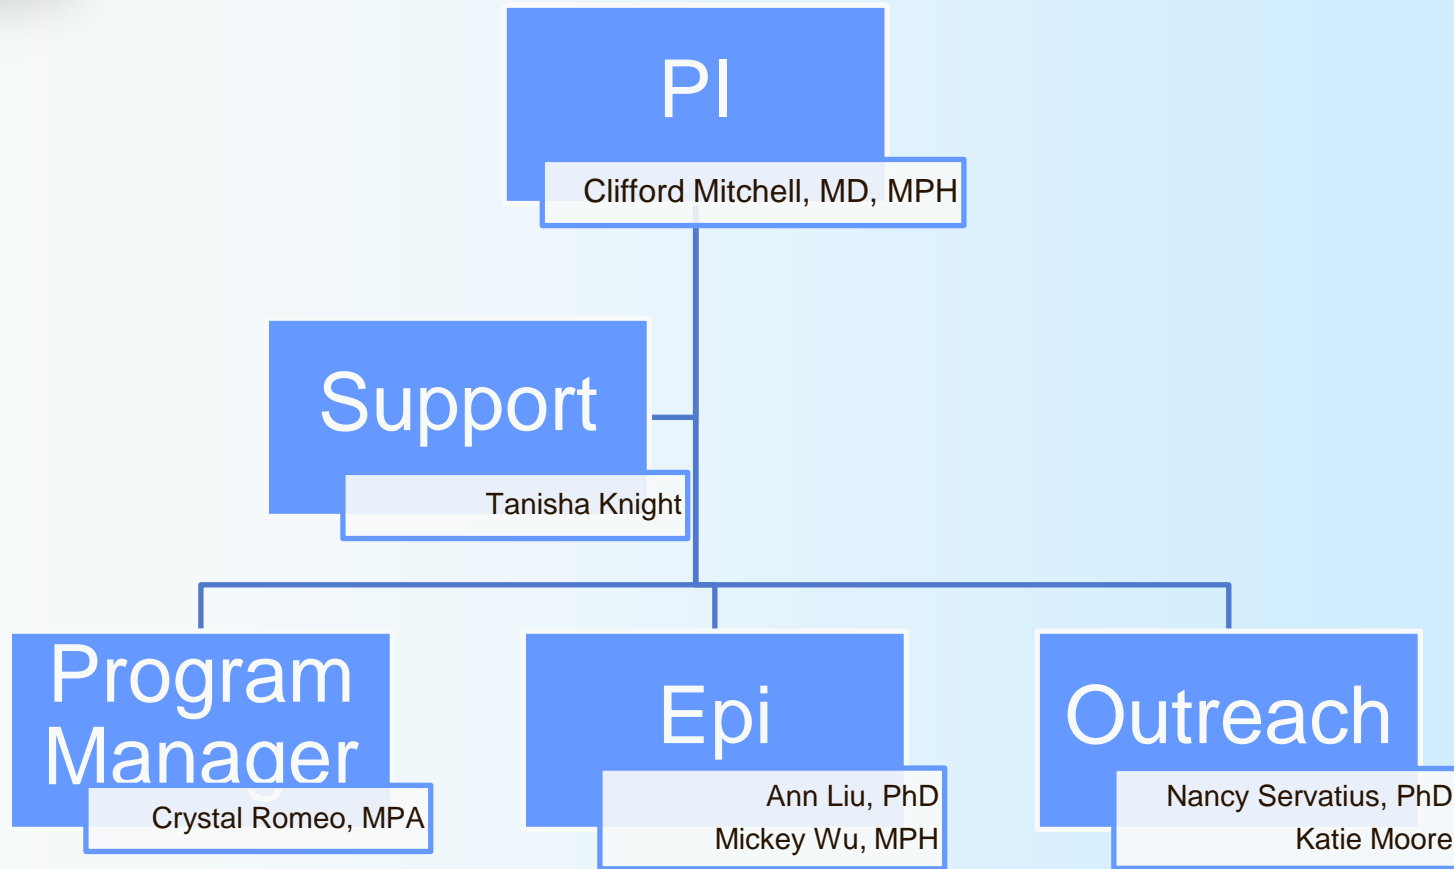 PI
Clifford Mitchell, MD, MPH
Support
Tanisha Knight
Program
Manager
Crystal Romeo, MPA
Epi
Ann Liu, PhD
Mickey Wu, MPH
Outreach
Nancy Servatius, PhD
Katie Moore